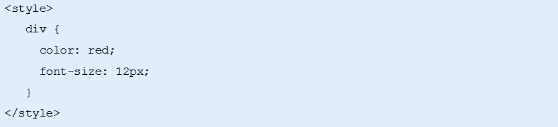 <style>
div {
color: red;
font-size: 12px;
}
</style>